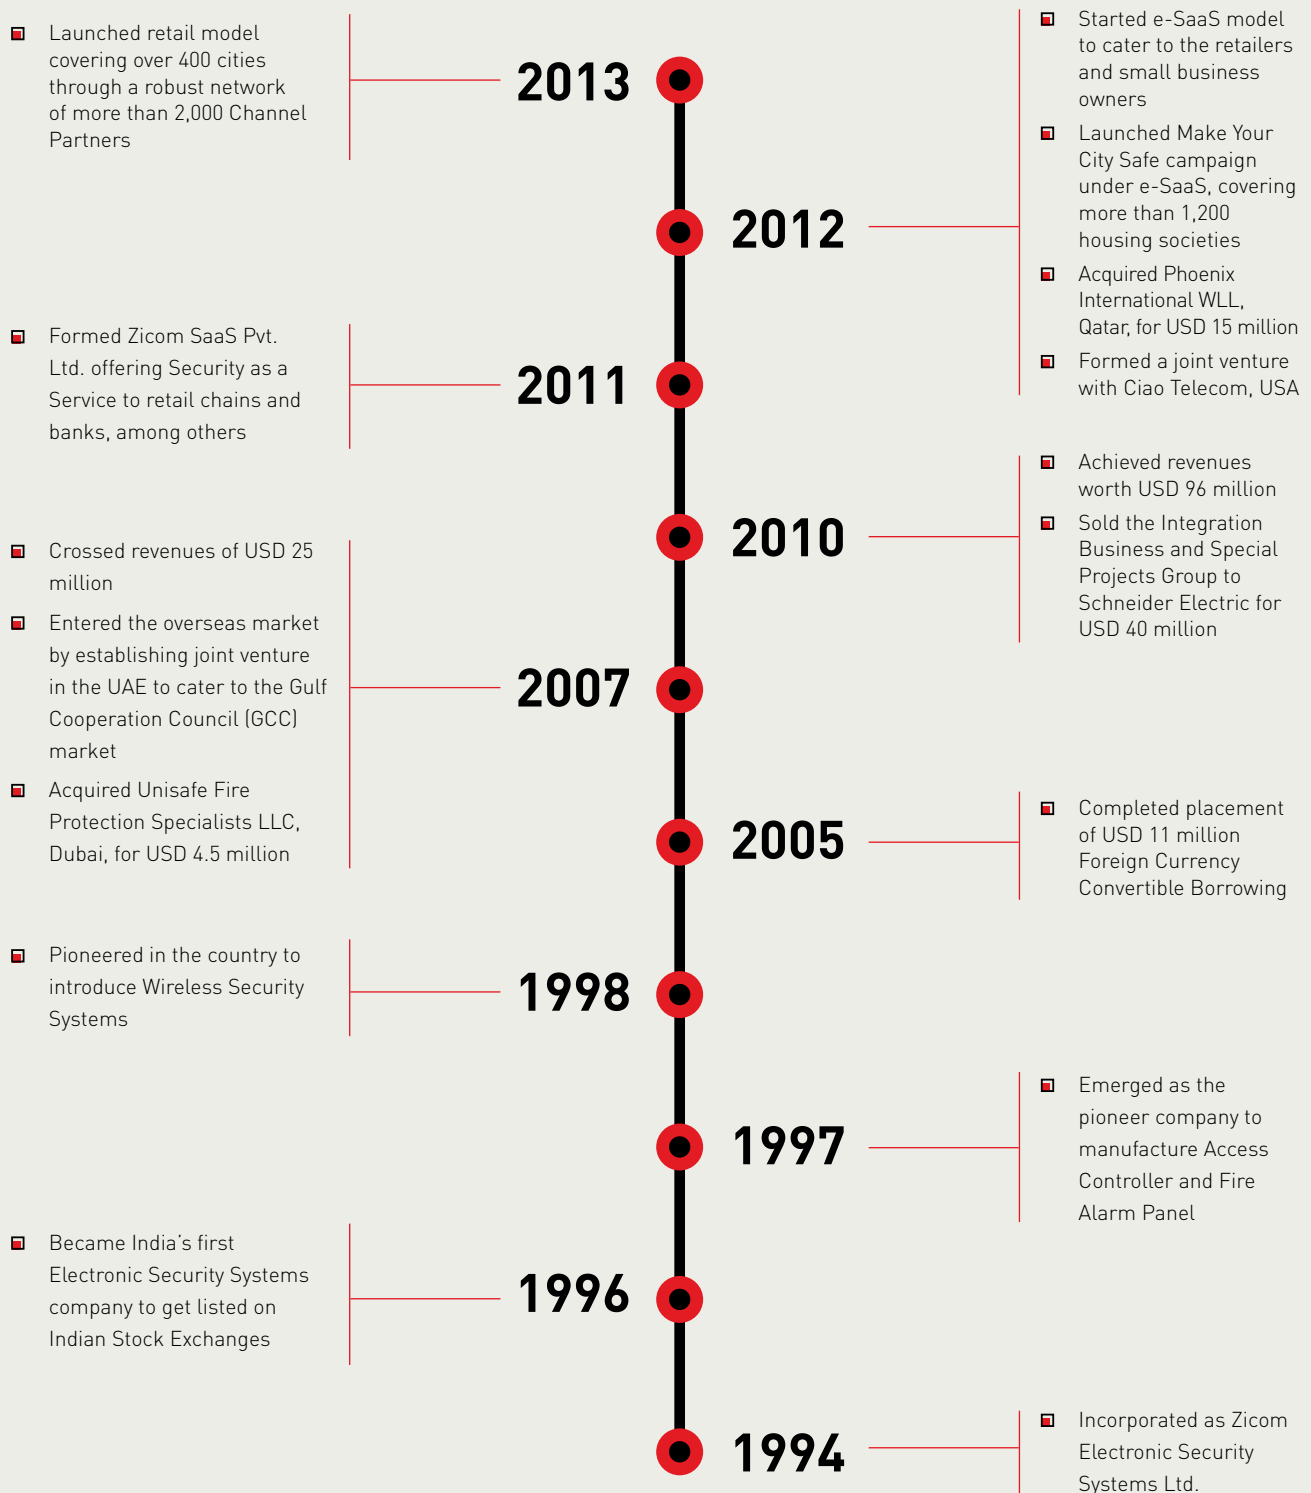 2013
Launched retail model
covering over 400 cities
through a robust network
of more than 2,000 Channel
Partners
2012
Started e-SaaS model
to cater to the retailers
and small business
owners
Launched Make Your
City Safe campaign
under e-SaaS, covering
more than 1,200
housing societies
Acquired Phoenix
International WLL,
Qatar, for USD 15 million
Formed a joint venture
with Ciao Telecom, USA
2011
Formed Zicom SaaS Pvt.
Ltd. offering Security as a
Service to retail chains and
banks, among others
2010
Achieved revenues
worth USD 96 million
Sold the Integration
Business and Special
Projects Group to
Schneider Electric for
USD 40 million
2007
Crossed revenues of USD 25
million
Entered the overseas market
by establishing joint venture
in the UAE to cater to the Gulf
Cooperation Council (GCC)
market
Acquired Unisafe Fire
Protection Specialists LLC,
Dubai, for USD 4.5 million
2005
Completed placement
of USD 11 million
Foreign Currency
Convertible Borrowing
1998
Pioneered in the country to
introduce Wireless Security
Systems
1997
Emerged as the
pioneer company to
manufacture Access
Controller and Fire
Alarm Panel
1996
Became India’s first
Electronic Security Systems
company to get listed on
Indian Stock Exchanges
1994
Incorporated as Zicom
Electronic Security
Systems Ltd.